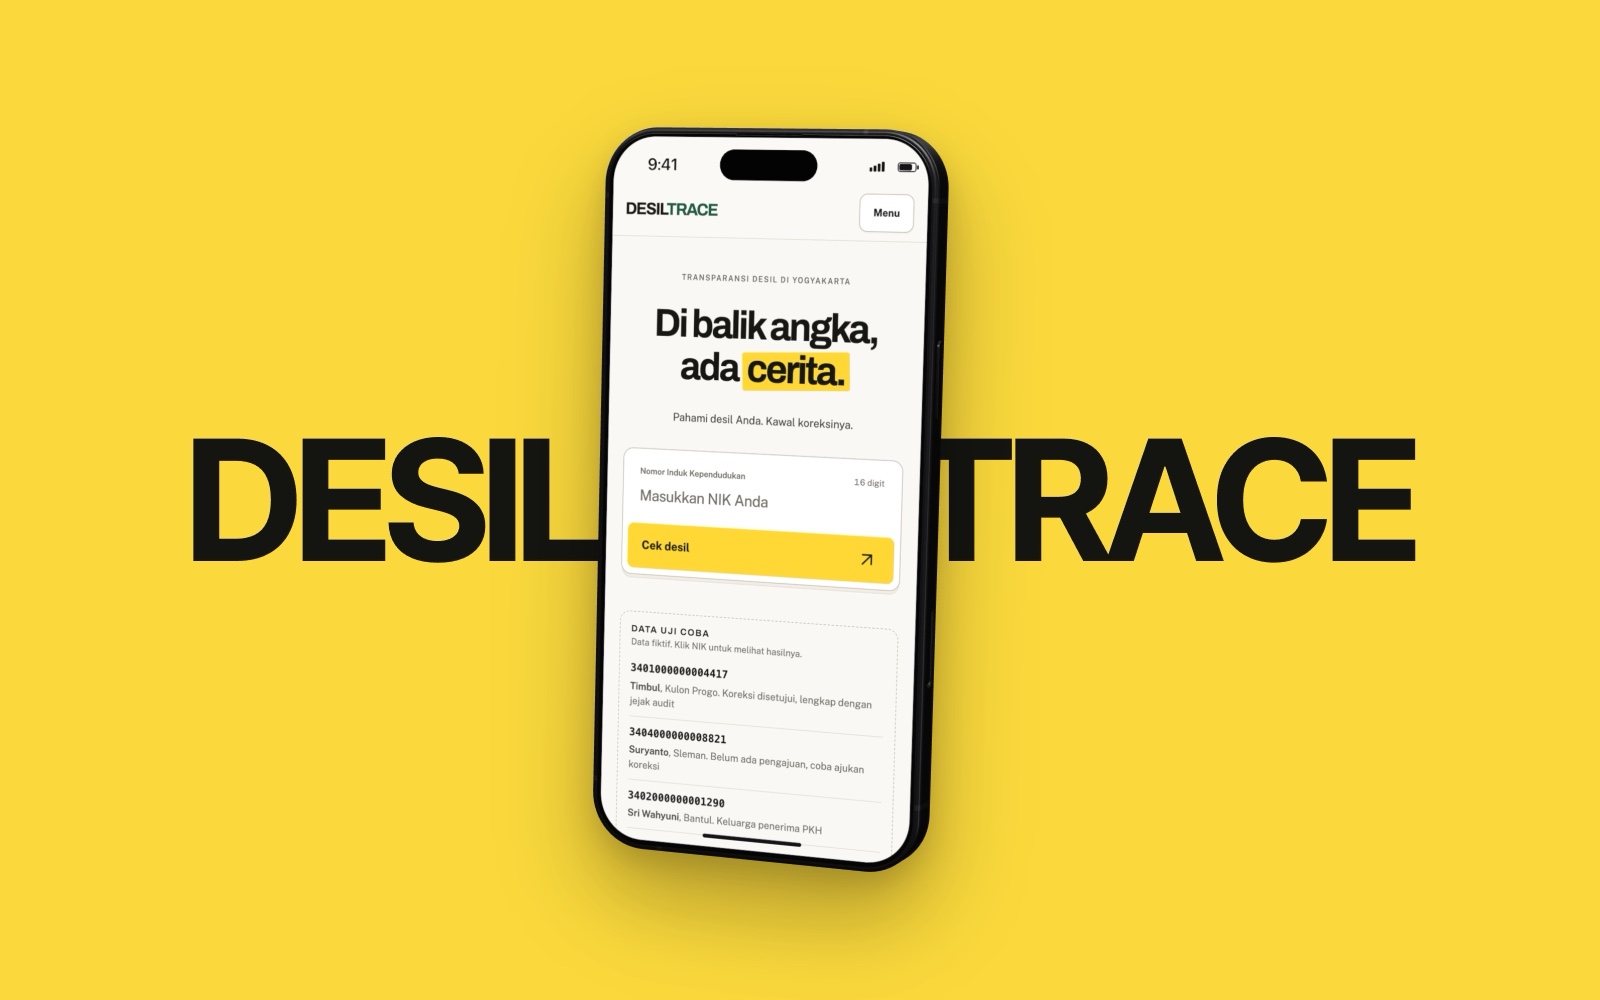 DESIL TRACE
9:41
DESILTRACE
Menu
TRANSPARANSI DESIL DI YOGYAKARTA
Di balik angka,
ada cerita.
Pahami desil Anda. Kawal koreksinya.
Nomor Induk Kependudukan
16 digit
Masukkan NIK Anda
Cek desil
DATA UJI COBA
Data fiktif. Klik NIK untuk melihat hasilnya.
3401000000004417
Timbul, Kulon Progo. Koreksi disetujui, lengkap dengan
jejak audit
3404000000008821
Suryanto, Sleman. Belum ada pengajuan, coba ajukan
koreksi
3402000000001290
Sri Wahyuni, Bantul. Keluarga penerima PKH